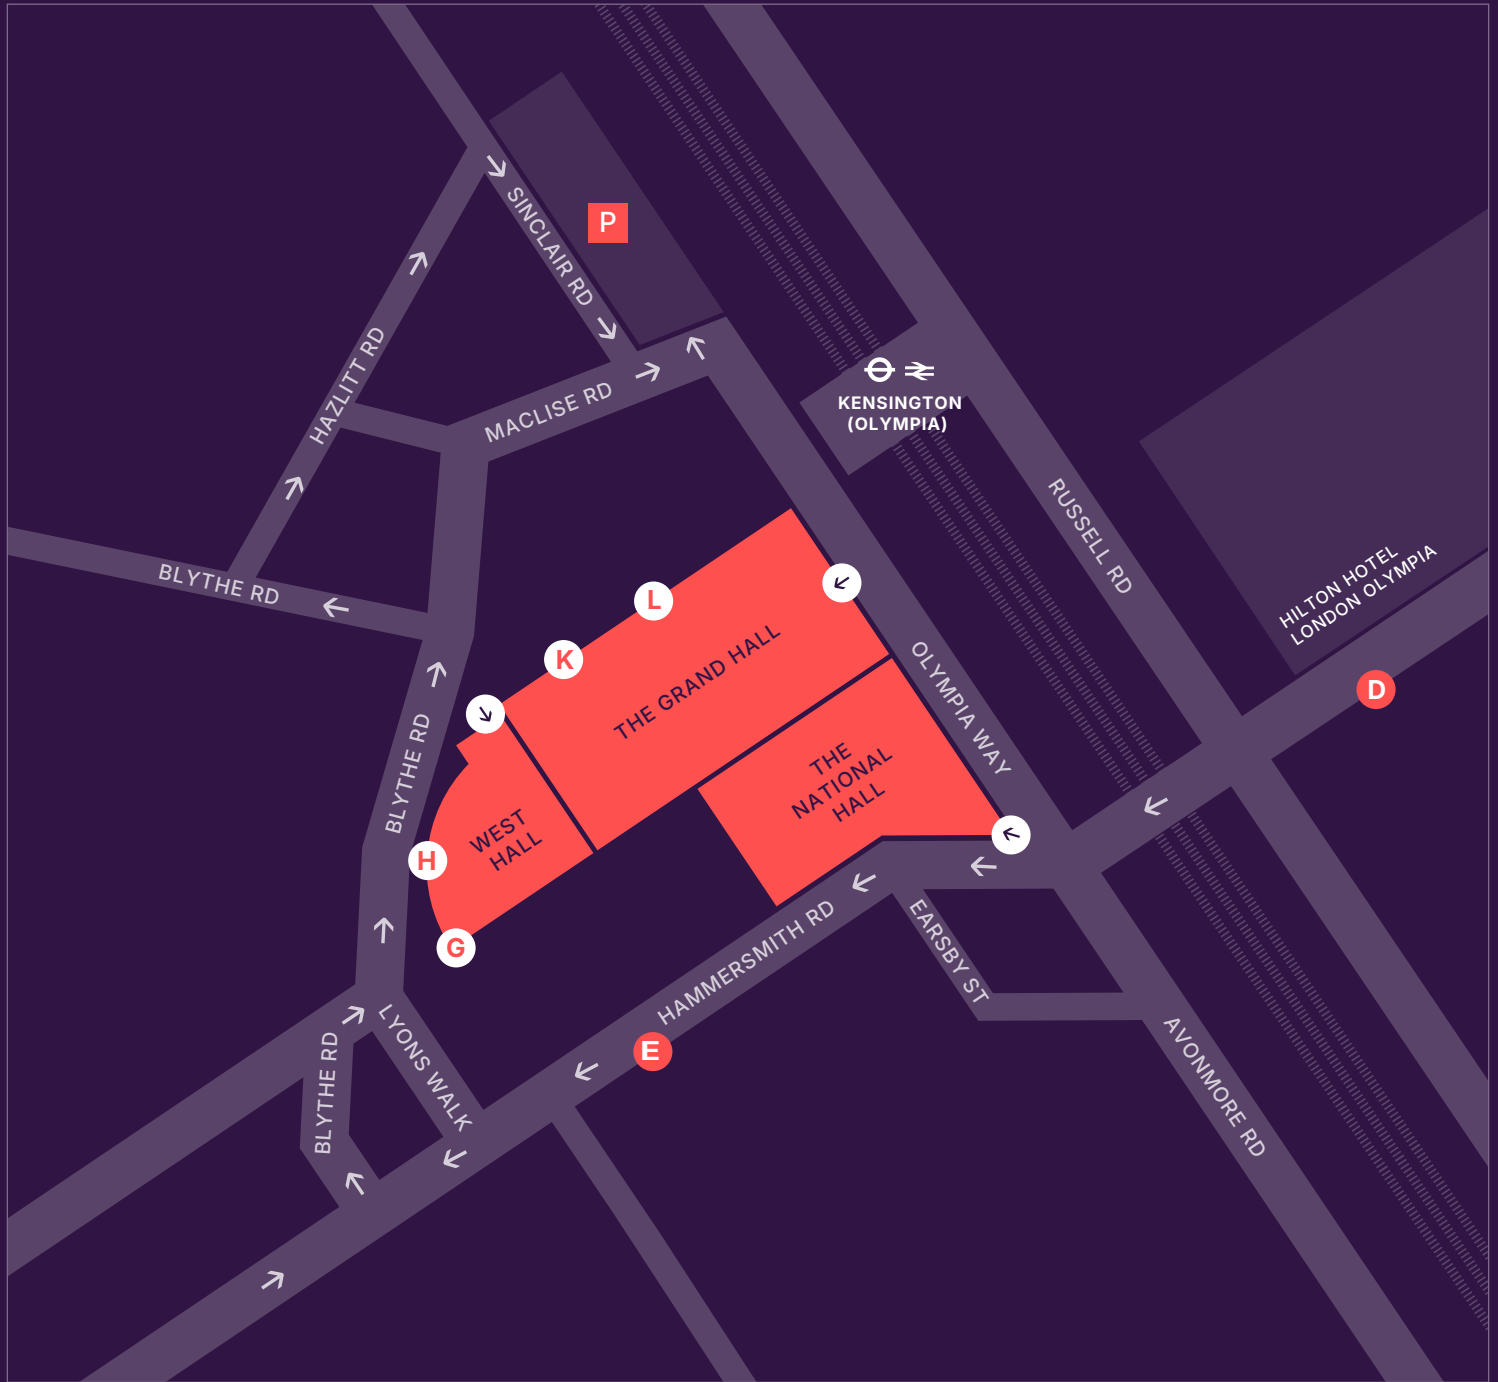 P
SINCLAIR RD
HAZLITT RD
MACLISE RD
KENSINGTON
(OLYMPIA)
RUSSELL RD
HILTON HOTEL
LONDON OLYMPIA
BLYTHE RD
L
K
THE GRAND HALL
OLYMPIA WAY
D
BLYTHE RD
THE
NATIONAL
HALL
WEST
HALL
H
G
HAMMERSMITH RD
EARSBY ST
E
LYONS WALK
BLYTHE RD
AVONMORE RD